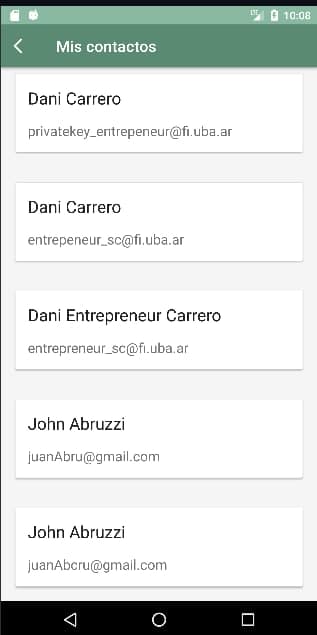 LTE 10:08
Mis contactos
Dani Carrero
privatekey_entrepeneur@fi.uba.ar
Dani Carrero
entrepeneur_sc@fi.uba.ar
Dani Entrepreneur Carrero
entrepreneur_sc@fi.uba.ar
John Abruzzi
juanAbru@gmail.com
John Abruzzi
juanAbcru@gmail.com